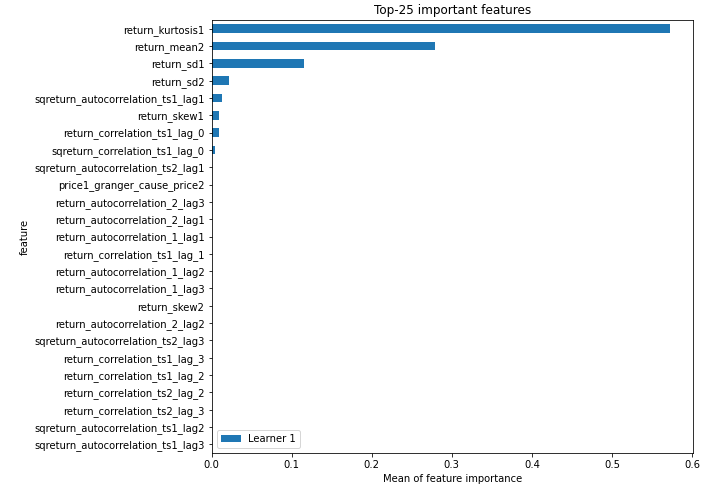 Top-25 important features
return_kurtosis1
return_mean2
return_sd1
return_sd2
sqreturn_autocorrelation_ts1_lag1
return_skew1
return_correlation_ts1_lag_0
sqreturn_correlation_ts1_lag_0
sqreturn_autocorrelation_ts2_lag1
price1_granger_cause_price2
return_autocorrelation_2_lag3
return_autocorrelation_2_lag1
return_autocorrelation_1_lag1
return_correlation_ts1_lag_1
return_autocorrelation_1_lag2
return_autocorrelation_1_lag3
return_skew2
return_autocorrelation_2_lag2
sqreturn_autocorrelation_ts2_lag3
return_correlation_ts1_lag_3
return_correlation_ts1_lag_2
return_correlation_ts2_lag_2
return_correlation_ts2_lag_3
sqreturn_autocorrelation_ts1_lag2
sqreturn_autocorrelation_ts1_lag3
feature
Learner 1
0.0 0.1 0.2 0.3 0.4 0.5 0.6
Mean of feature importance